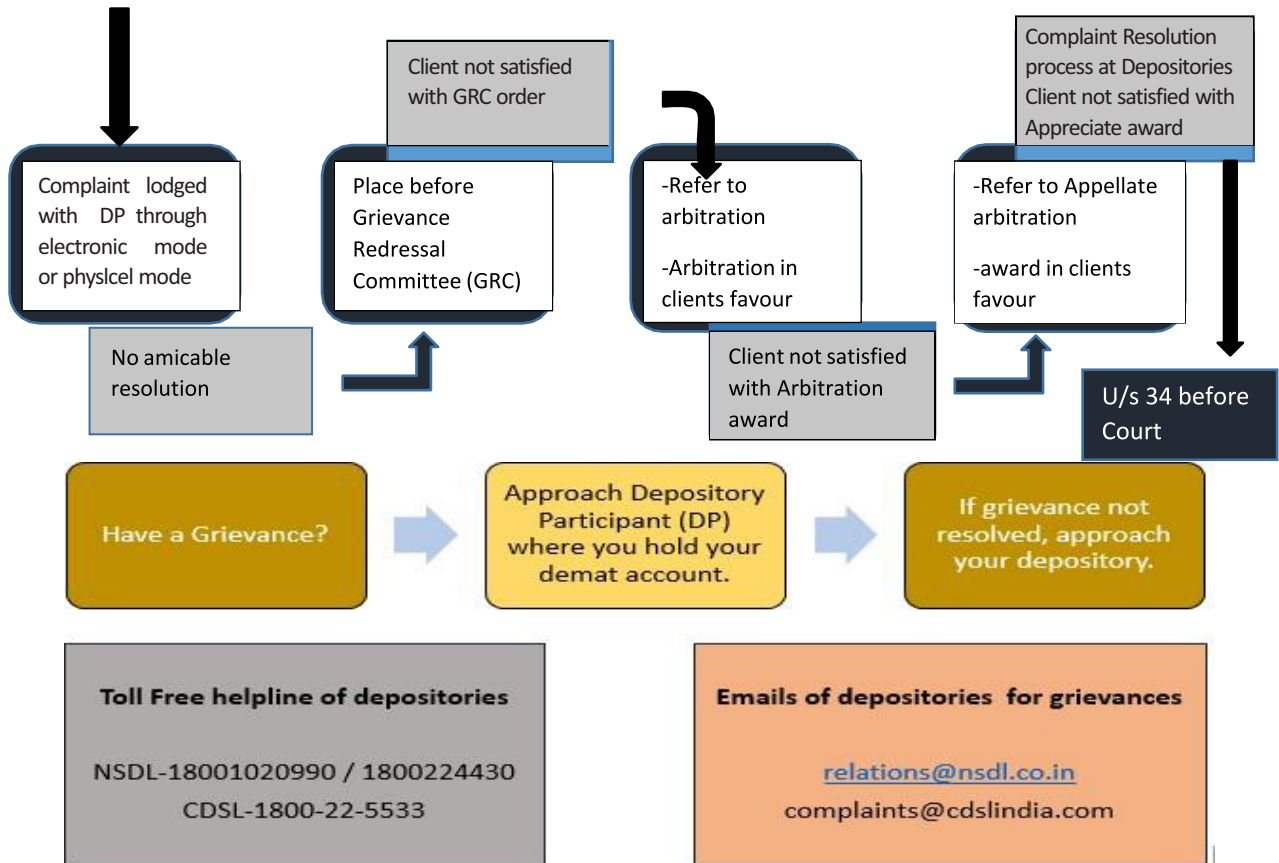 Complaint lodged
with DP through
electronic mode
or physlcel mode
No amicable
resolution
Client not satisfied
with GRC order
Place before
Grievance
Redressal
Committee (GRC)
-Refer to
arbitration
-Arbitration in
clients favour
Client not satisfied
with Arbitration
award
Complaint Resolution
process at Depositories
Client not satisfied with
Appreciate award
-Refer to Appellate
arbitration
-award in clients
favour
U/s 34 before
Court
Have a Grievance?
Approach Depository
Participant (DP)
where you hold your
demat account.
If grievance not
resolved, approach
your depository.
Toll Free helpline of depositories
NSDL-18001020990 / 1800224430
CDSL-1800-22-5533
Emails of depositories for grievances
relations@nsdl.co.in
complaints@cdslindia.com